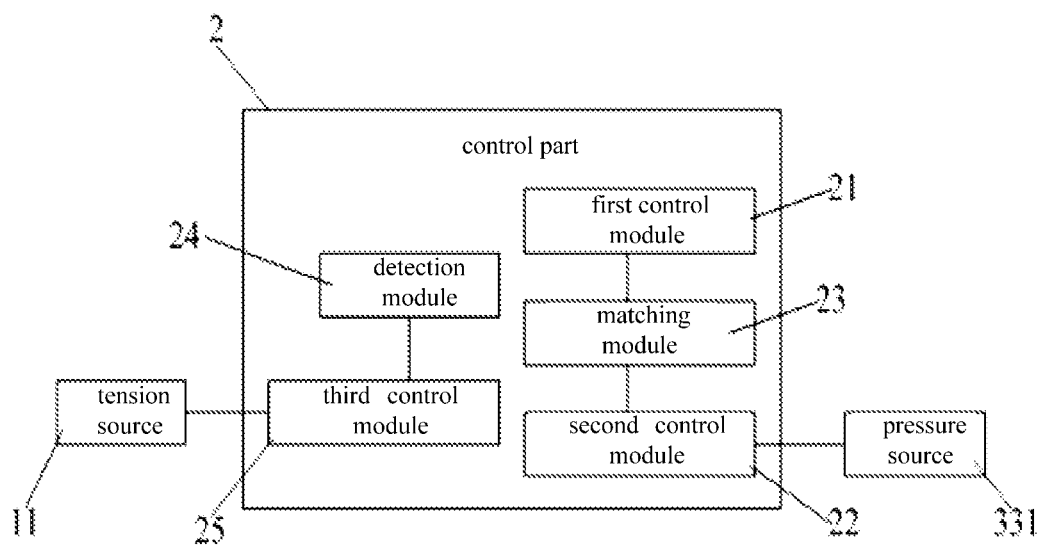 2
control part
21
first control
module
24
detection
module
23
matching
module
tension
source
third control
module
second control
module
pressure
source
11
25
22
331